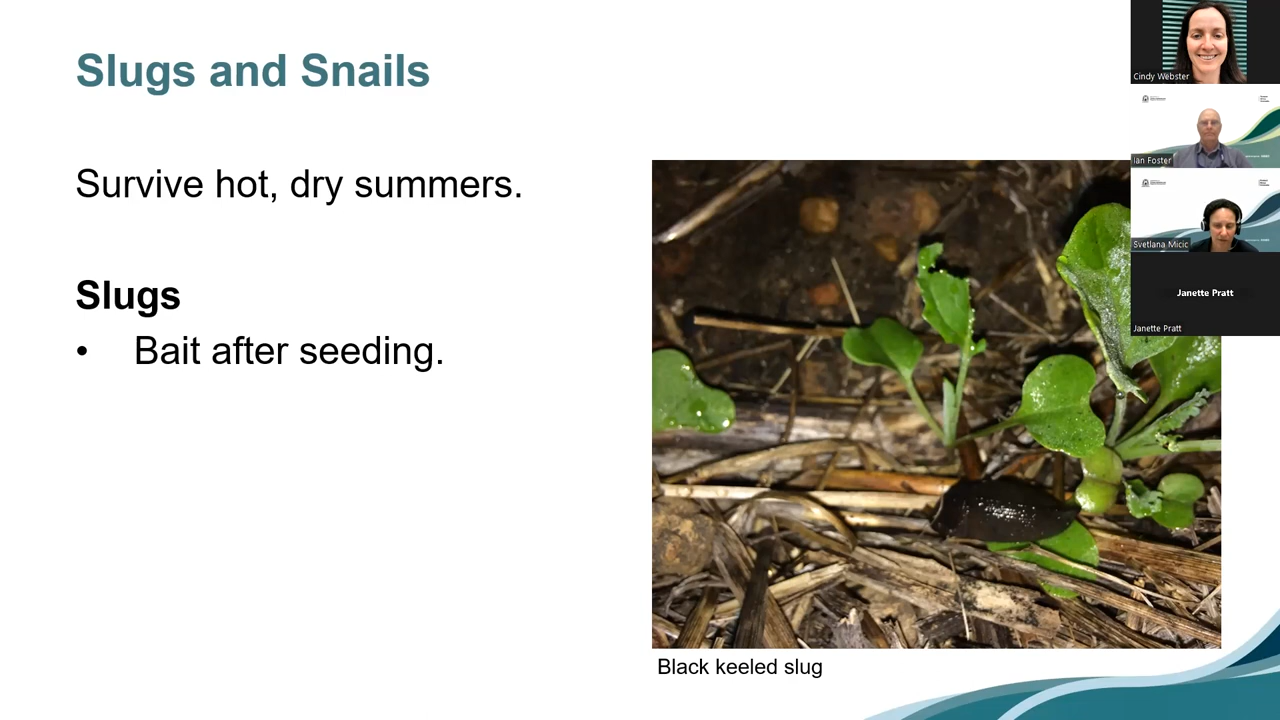 Slugs and Snails
Survive hot, dry summers.
Slugs
• Bait after seeding.
Black keeled slug
Cindy Webster
Ian Foster
Svetlana Micic
Janette Pratt
Janette Pratt